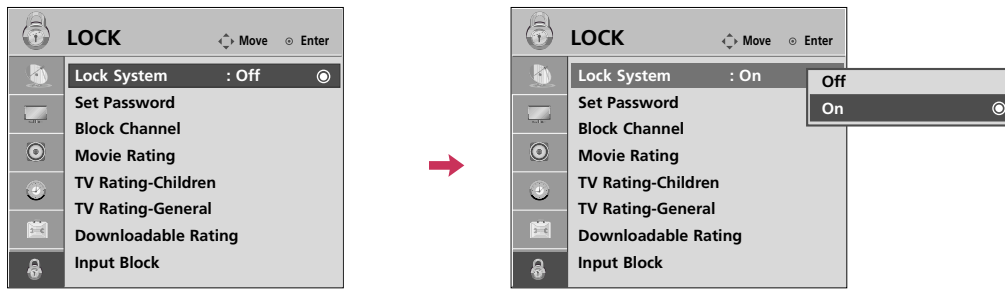 LOCK
Move Enter
Lock System : Off
Set Password
Block Channel
Movie Rating
TV Rating-Children
TV Rating-General
Downloadable Rating
Input Block
LOCK
Move Enter
Lock System : On
Set Password
Block Channel
Movie Rating
TV Rating-Children
TV Rating-General
Downloadable Rating
Input Block
Off
On